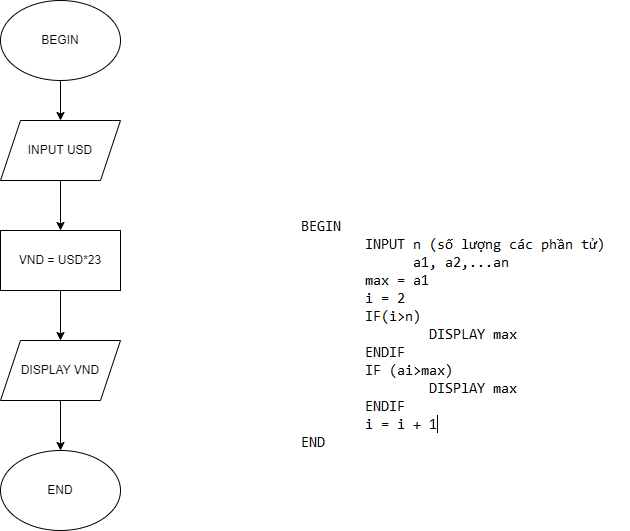 BEGIN
INPUT USD
VND = USD*23
DISPLAY VND
END
BEGIN
INPUT n (số lượng các phần tử)
a1, a2,...an
max = a1
i = 2
IF(i>n)
DISPLAY max
ENDIF
IF (ai>max)
DISPlAY max
ENDIF
i = i + 1
END